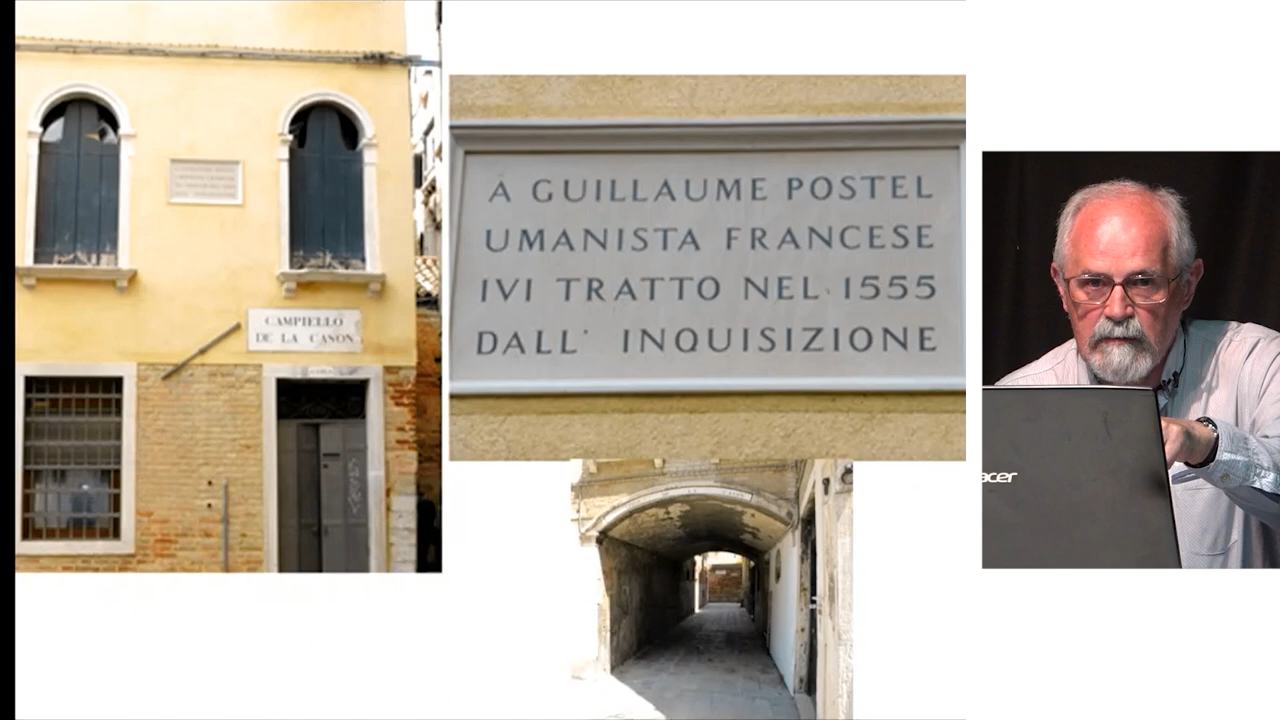 CAMPIELLO
DE LA CASON
A GUILLAUME POSTEL
UMANISTA FRANCESE
IVI TRATTO NEL 1555
DALL' INQUISIZIONE
acer